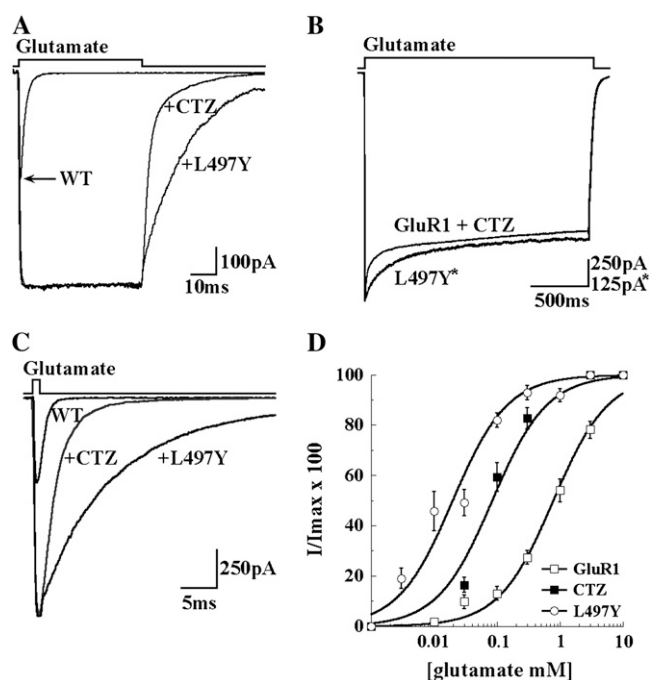 A
Glutamate
+CTZ
+L497Y
WT
100pA
10ms
B
Glutamate
GluR1 + CTZ
L497Y*
250pA
125pA*
500ms
C
Glutamate
WT
+CTZ
+L497Y
250pA
5ms
D
100
80
60
40
20
0
I/Imax x 100
GluR1
CTZ
L497Y
0.01 0.1 1 10
[glutamate mM]